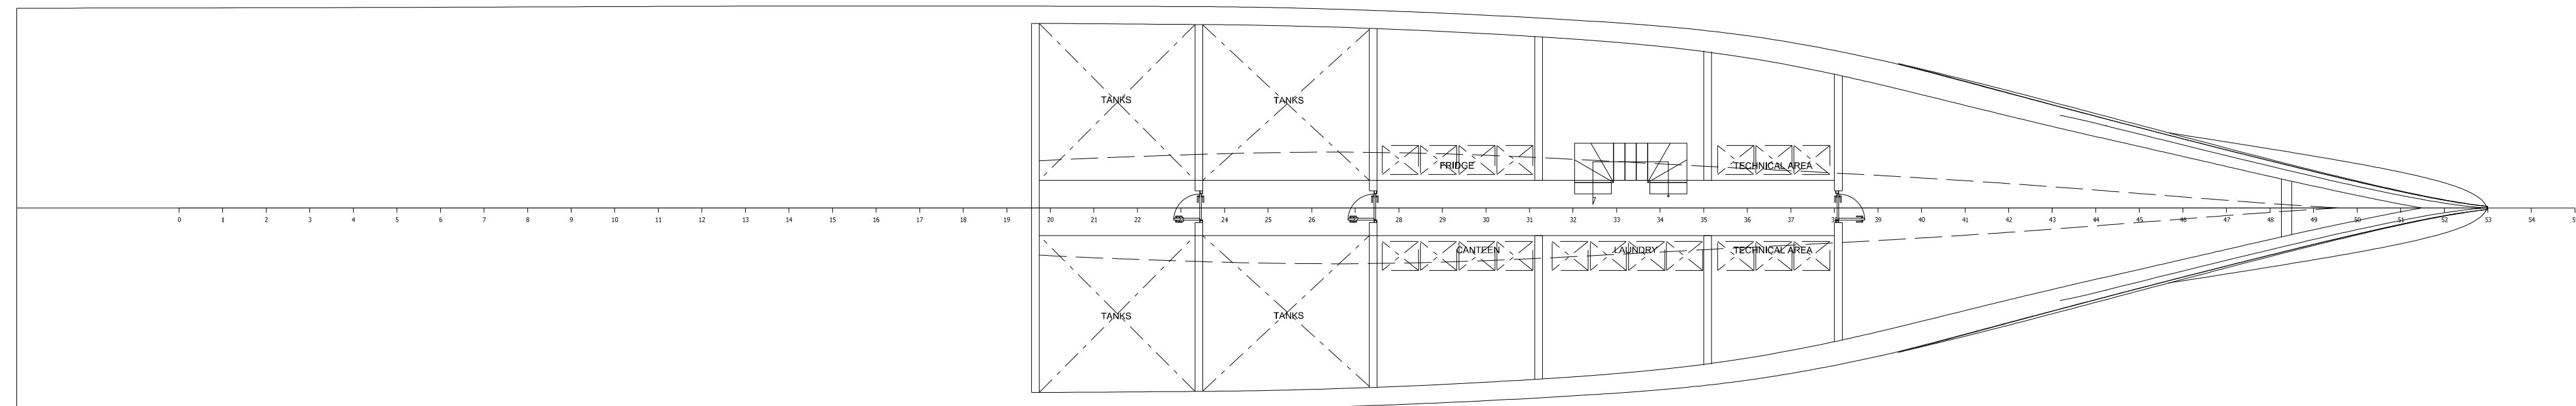 TANKS TANKS
FRIDGE TECHNICAL AREA
0 1 2 3 4 5 6 7 8 9 10 11 12 13 14 15 16 17 18 19 20 21 22 24 25 26 28 29 30 31 32 33 34 35 36 37 38 39 40 41 42 43 44 45 46 47 48 49 50 51 52 53 54
CANTEEN LAUNDRY TECHNICAL AREA
TANKS TANKS